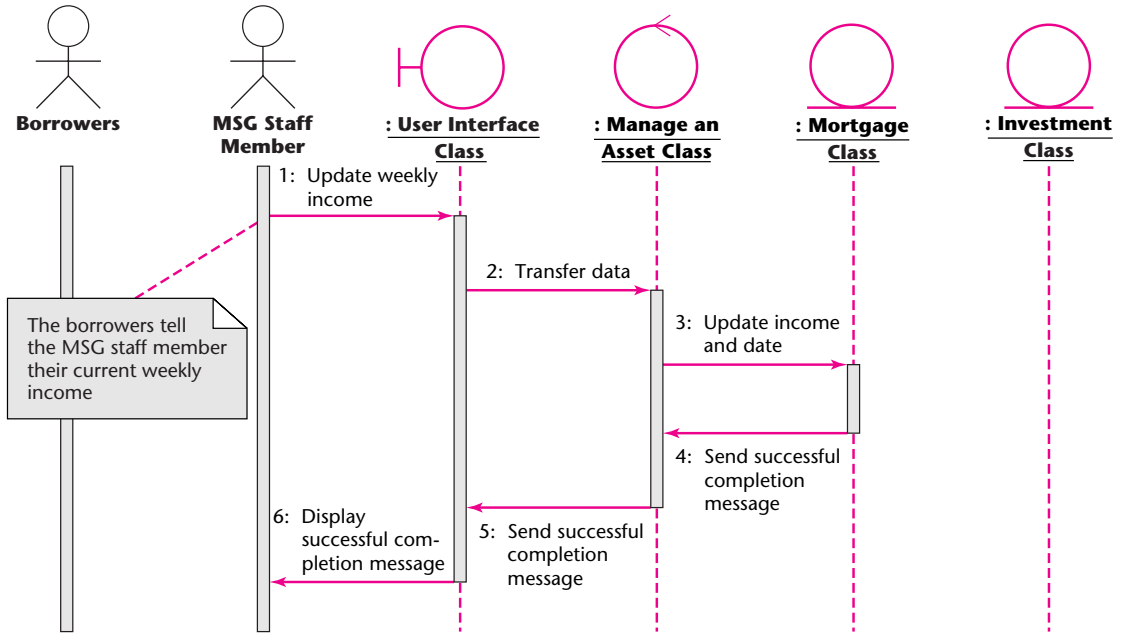 Borrowers
MSG Staff
Member
: User Interface
Class
: Manage an
Asset Class
: Mortgage
Class
: Investment
Class
1: Update weekly
income
2: Transfer data
The borrowers tell
the MSG staff member
their current weekly
income
3: Update income
and date
4: Send successful
completion
message
5: Send successful
completion
message
6: Display
successful com-
pletion message